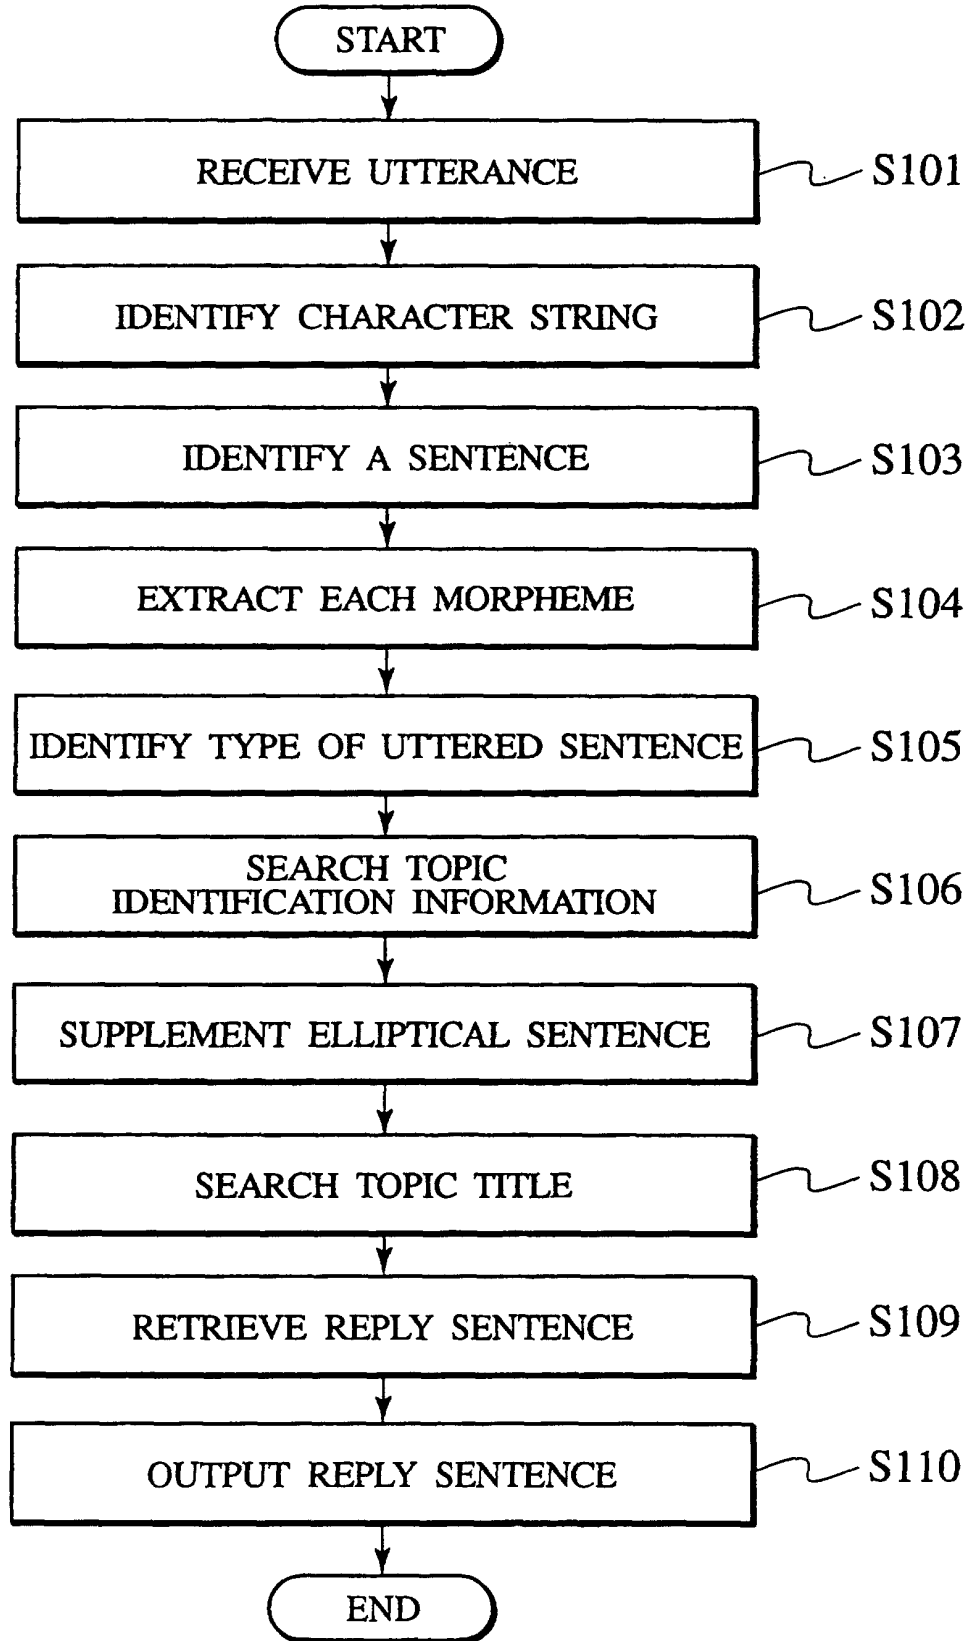 START
RECEIVE UTTERANCE
S101
IDENTIFY CHARACTER STRING
S102
IDENTIFY A SENTENCE
S103
EXTRACT EACH MORPHEME
S104
IDENTIFY TYPE OF UTTERED SENTENCE
S105
SEARCH TOPIC
IDENTIFICATION INFORMATION
S106
SUPPLEMENT ELLIPTICAL SENTENCE
S107
SEARCH TOPIC TITLE
S108
RETRIEVE REPLY SENTENCE
S109
OUTPUT REPLY SENTENCE
S110
END